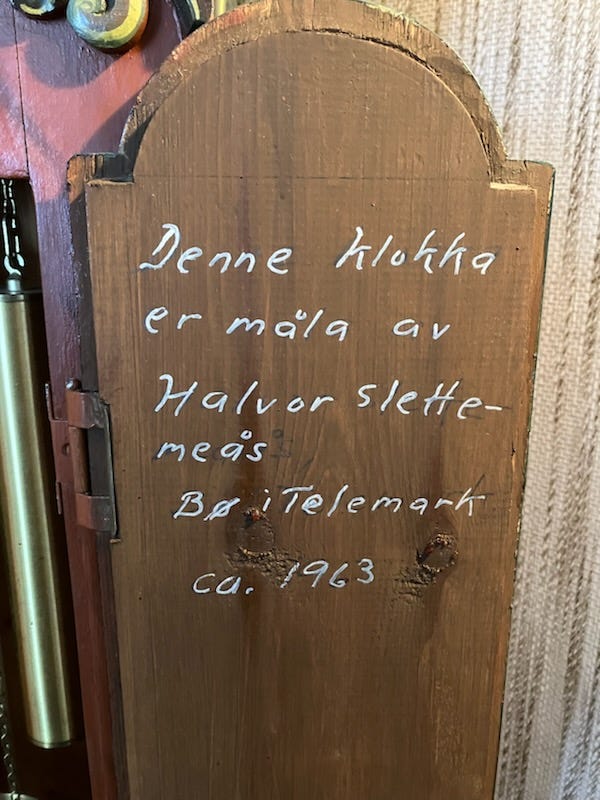 Denne klokka
er måla av
Halvor Slette-
meås
Bø i Telemark
ca. 1963